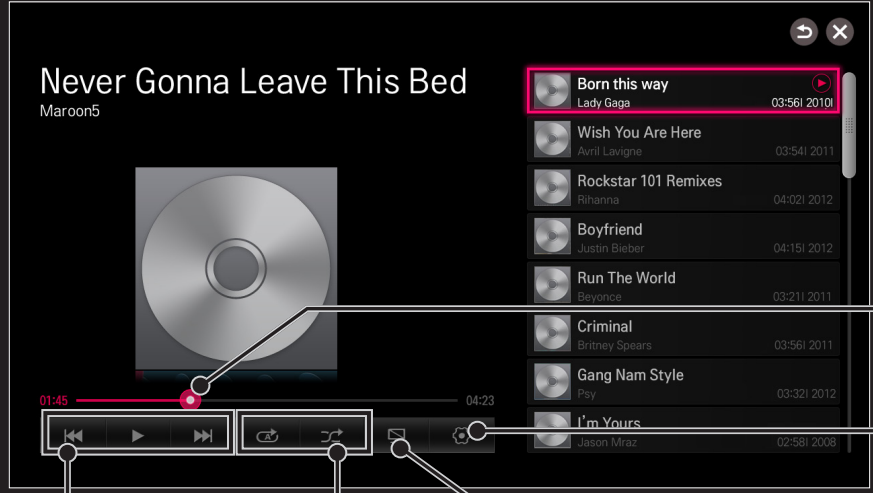 Never Gonna Leave This Bed
Maroon5
01:45
04:23
A
Born this way
Lady Gaga 03:56| 2010|
Wish You Are Here
Avril Lavigne 03:54| 2011
Rockstar 101 Remixes
Rihanna 04:02| 2012
Boyfriend
Justin Bieber 04:15| 2012
Run The World
Beyonce 03:21| 2011
Criminal
Britney Spears 03:56| 2011
Gang Nam Style
Psy 03:32| 2012
I'm Yours
Jason Mraz 02:58| 2008